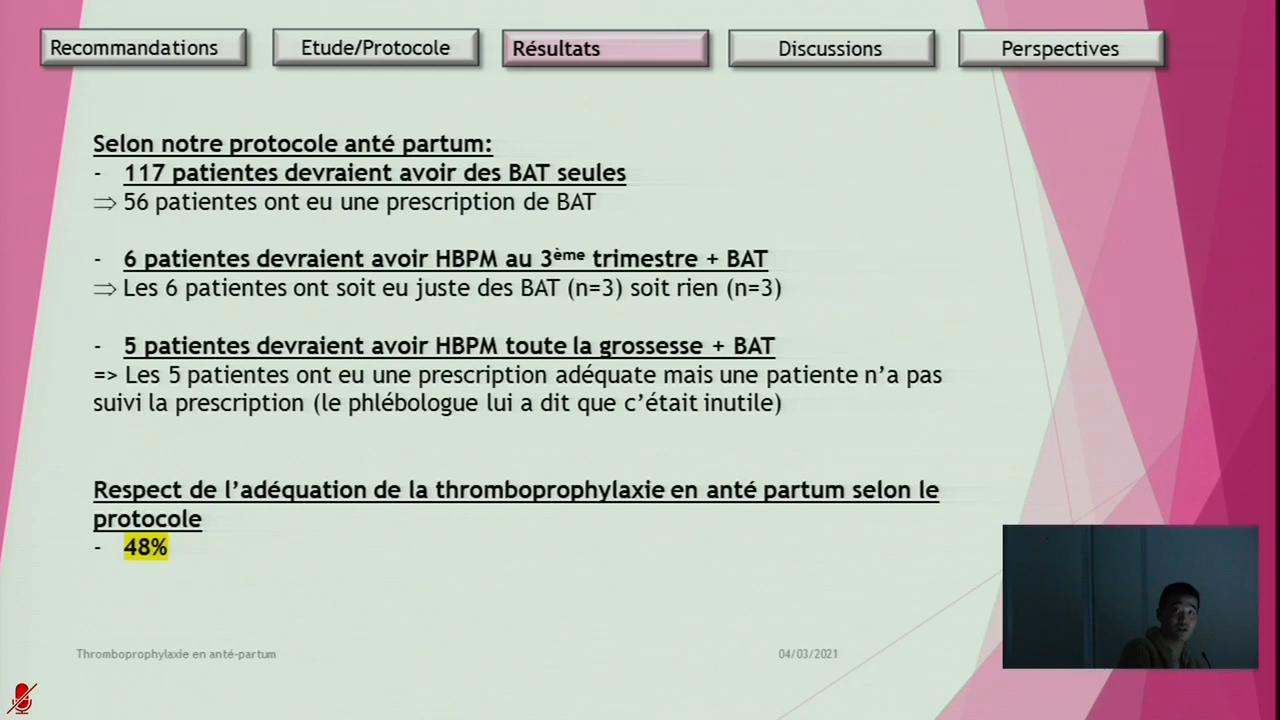 Recommandations
Etude/Protocole
Résultats
Discussions
Perspectives
Selon notre protocole anté partum:
- 117 patientes devraient avoir des BAT seules
⇒ 56 patientes ont eu une prescription de BAT
- 6 patientes devraient avoir HBPM au 3ème trimestre + BAT
⇒ Les 6 patientes ont soit eu juste des BAT (n=3) soit rien (n=3)
- 5 patientes devraient avoir HBPM toute la grossesse + BAT
=> Les 5 patientes ont eu une prescription adéquate mais une patiente n’a pas
suivi la prescription (le phlébologue lui a dit que c’était inutile)
Respect de l’adéquation de la thromboprophylaxie en anté partum selon le
protocole
- 48%
Thromboprophylaxie en anté-partum
04/03/2021